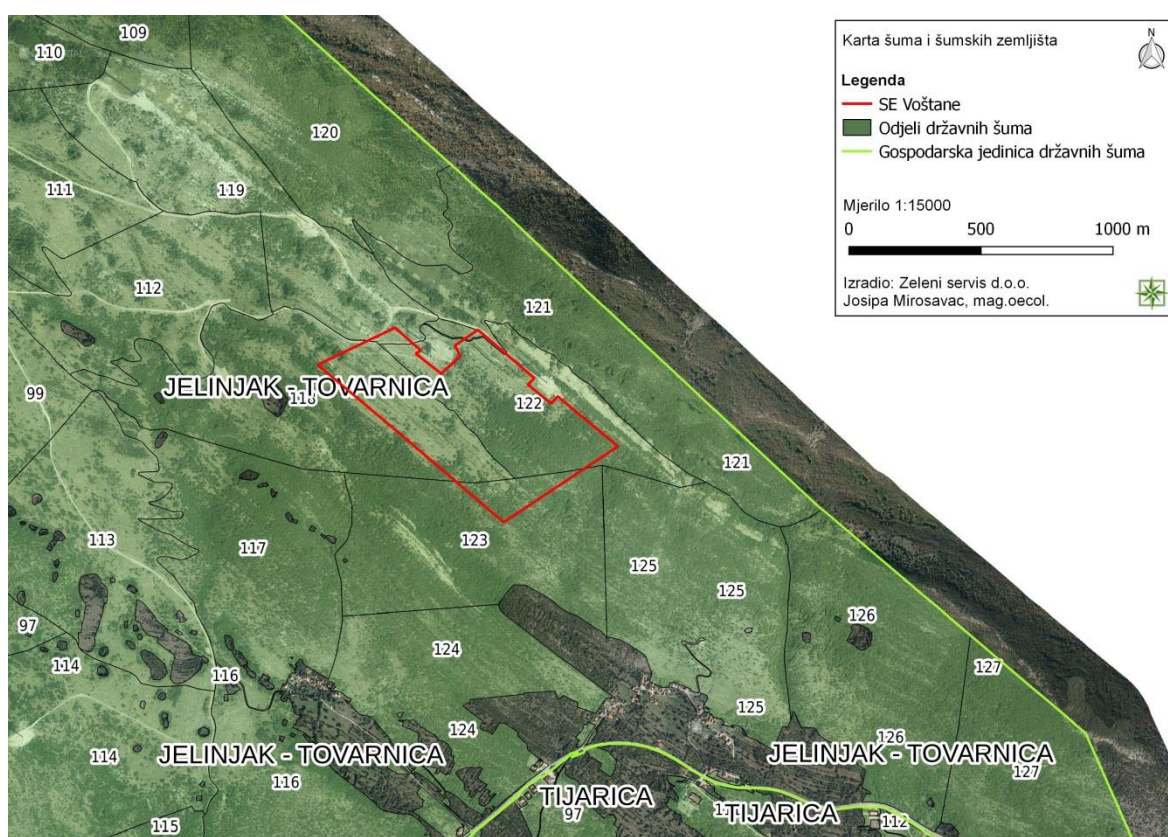 Karta šuma i šumskih zemljišta
N
Legenda
SE Voštane
Odjeli državnih šuma
Gospodarska jedinica državnih šuma
Mjerilo 1:15000
0 500 1000 m
Izradio: Zeleni servis d.o.o.
Josipa Mirosavac, mag.oecol.
109
110
120
111
119
112
121
99
JELINJAK - TOVARNICA
118
122
121
113
117
123
125
125
126
97
114
116
124
127
125
124
126
JELINJAK - TOVARNICA
JELINJAK - TOVARNICA
114
116
127
TIJARICA
97
TIJARICA
112
115